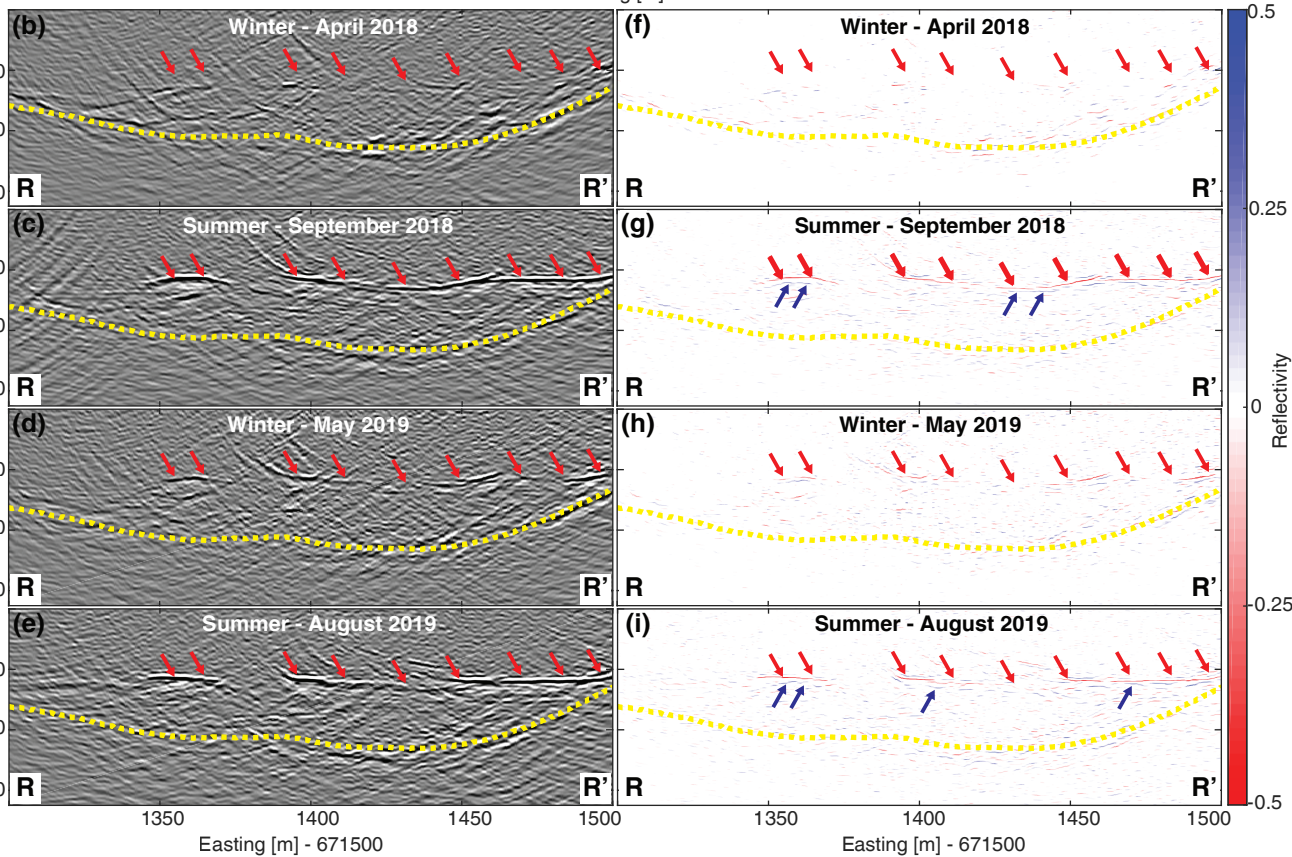 (b) Winter - April 2018
R R’
(f) Winter - April 2018
R R’
(c) Summer - September 2018
R R’
(g) Summer - September 2018
R R’
(d) Winter - May 2019
R R’
(h) Winter - May 2019
R R’
(e) Summer - August 2019
R R’
(i) Summer - August 2019
R R’
1350 1400 1450 1500
Easting [m] - 671500
1350 1400 1450 1500
Easting [m] - 671500
0.5
0.25
0
-0.25
-0.5
Reflectivity